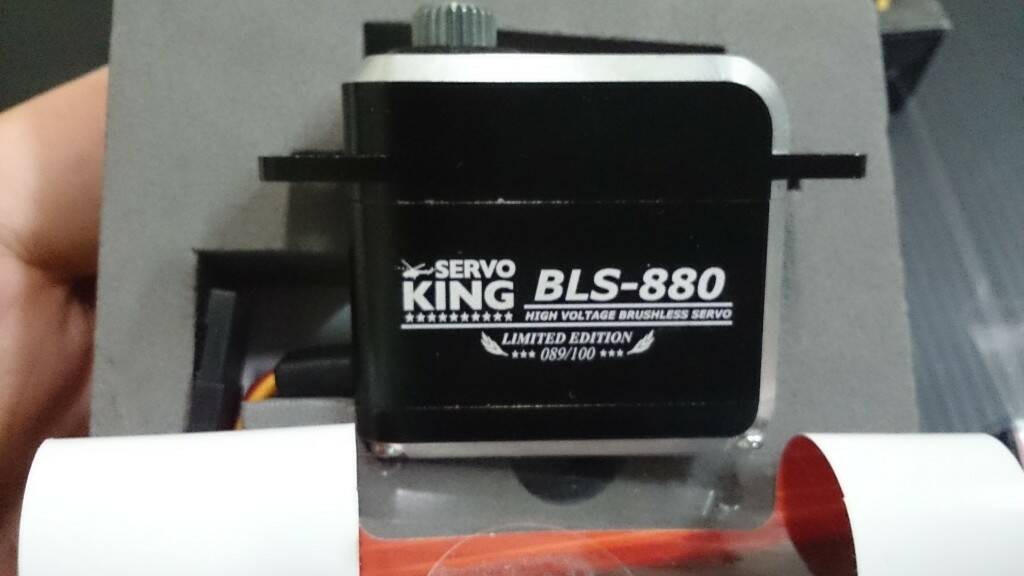 SERVO
KING
BLS-880
HIGH VOLTAGE BRUSHLESS SERVO
LIMITED EDITION
089/100